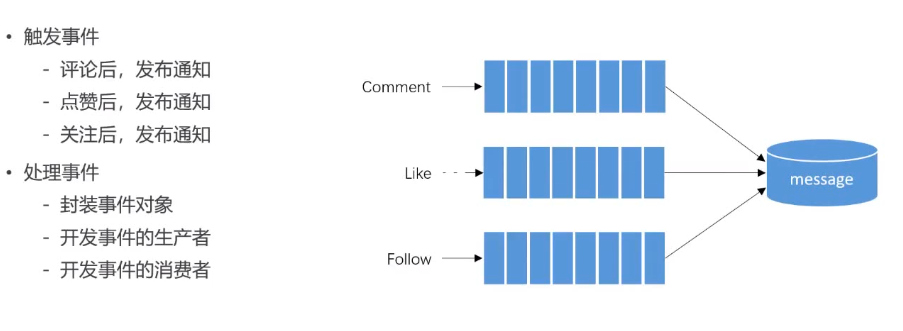 • 触发事件
- 评论后，发布通知
- 点赞后，发布通知
- 关注后，发布通知
• 处理事件
- 封装事件对象
- 开发事件的生产者
- 开发事件的消费者
Comment
Like
Follow
message